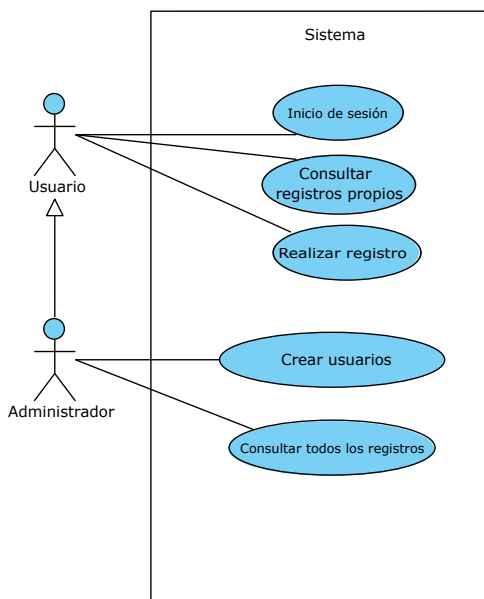 Sistema
Inicio de sesión
Consultar
registros propios
Usuario
Realizar registro
Crear usuarios
Administrador
Consultar todos los registros